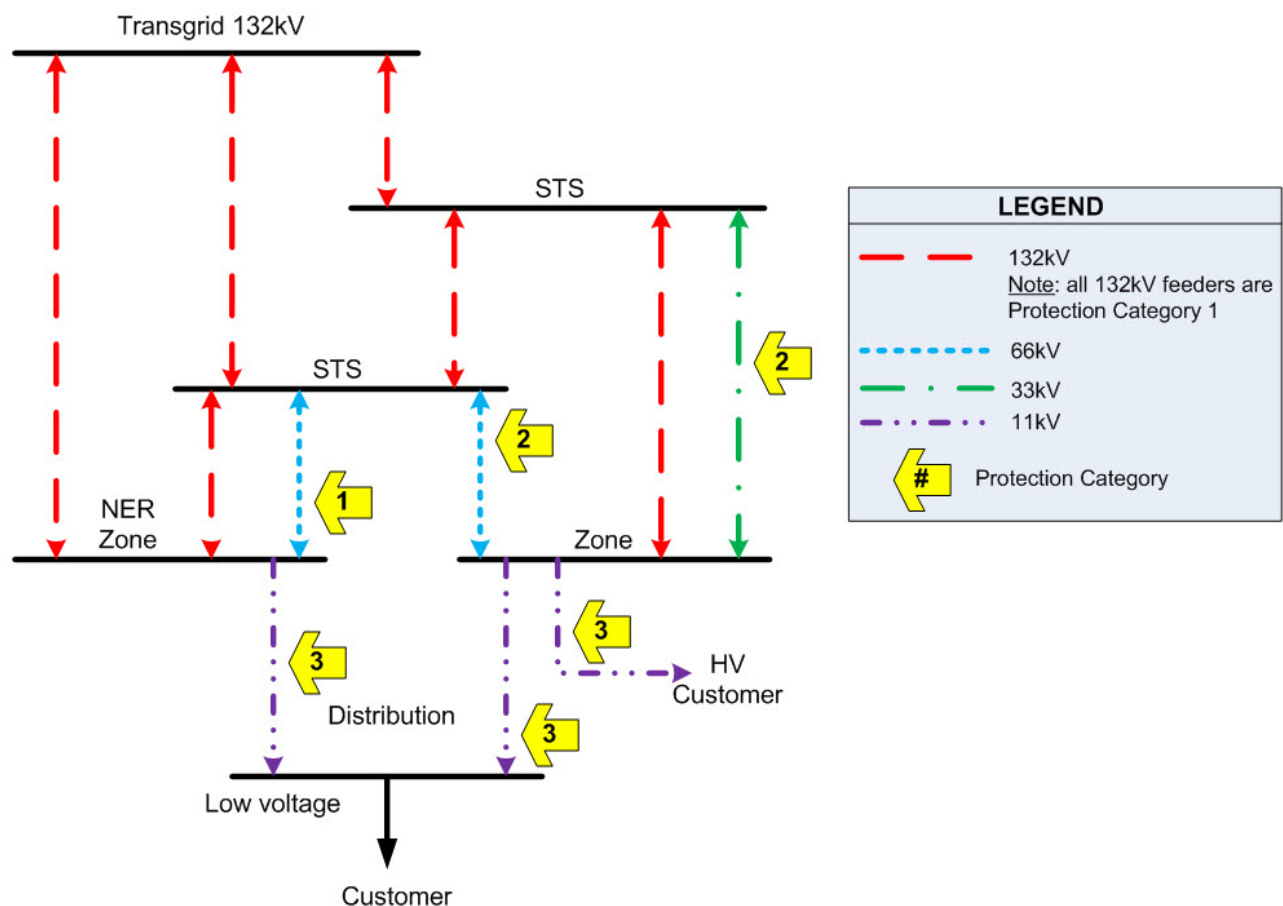 Transgrid 132kV
STS
LEGEND
132kV
Note: all 132kV feeders are
Protection Category 1
66kV
33kV
11kV
# Protection Category
2
STS
2
1
NER
Zone
Zone
3
3
HV
Customer
Distribution
3
Low voltage
Customer